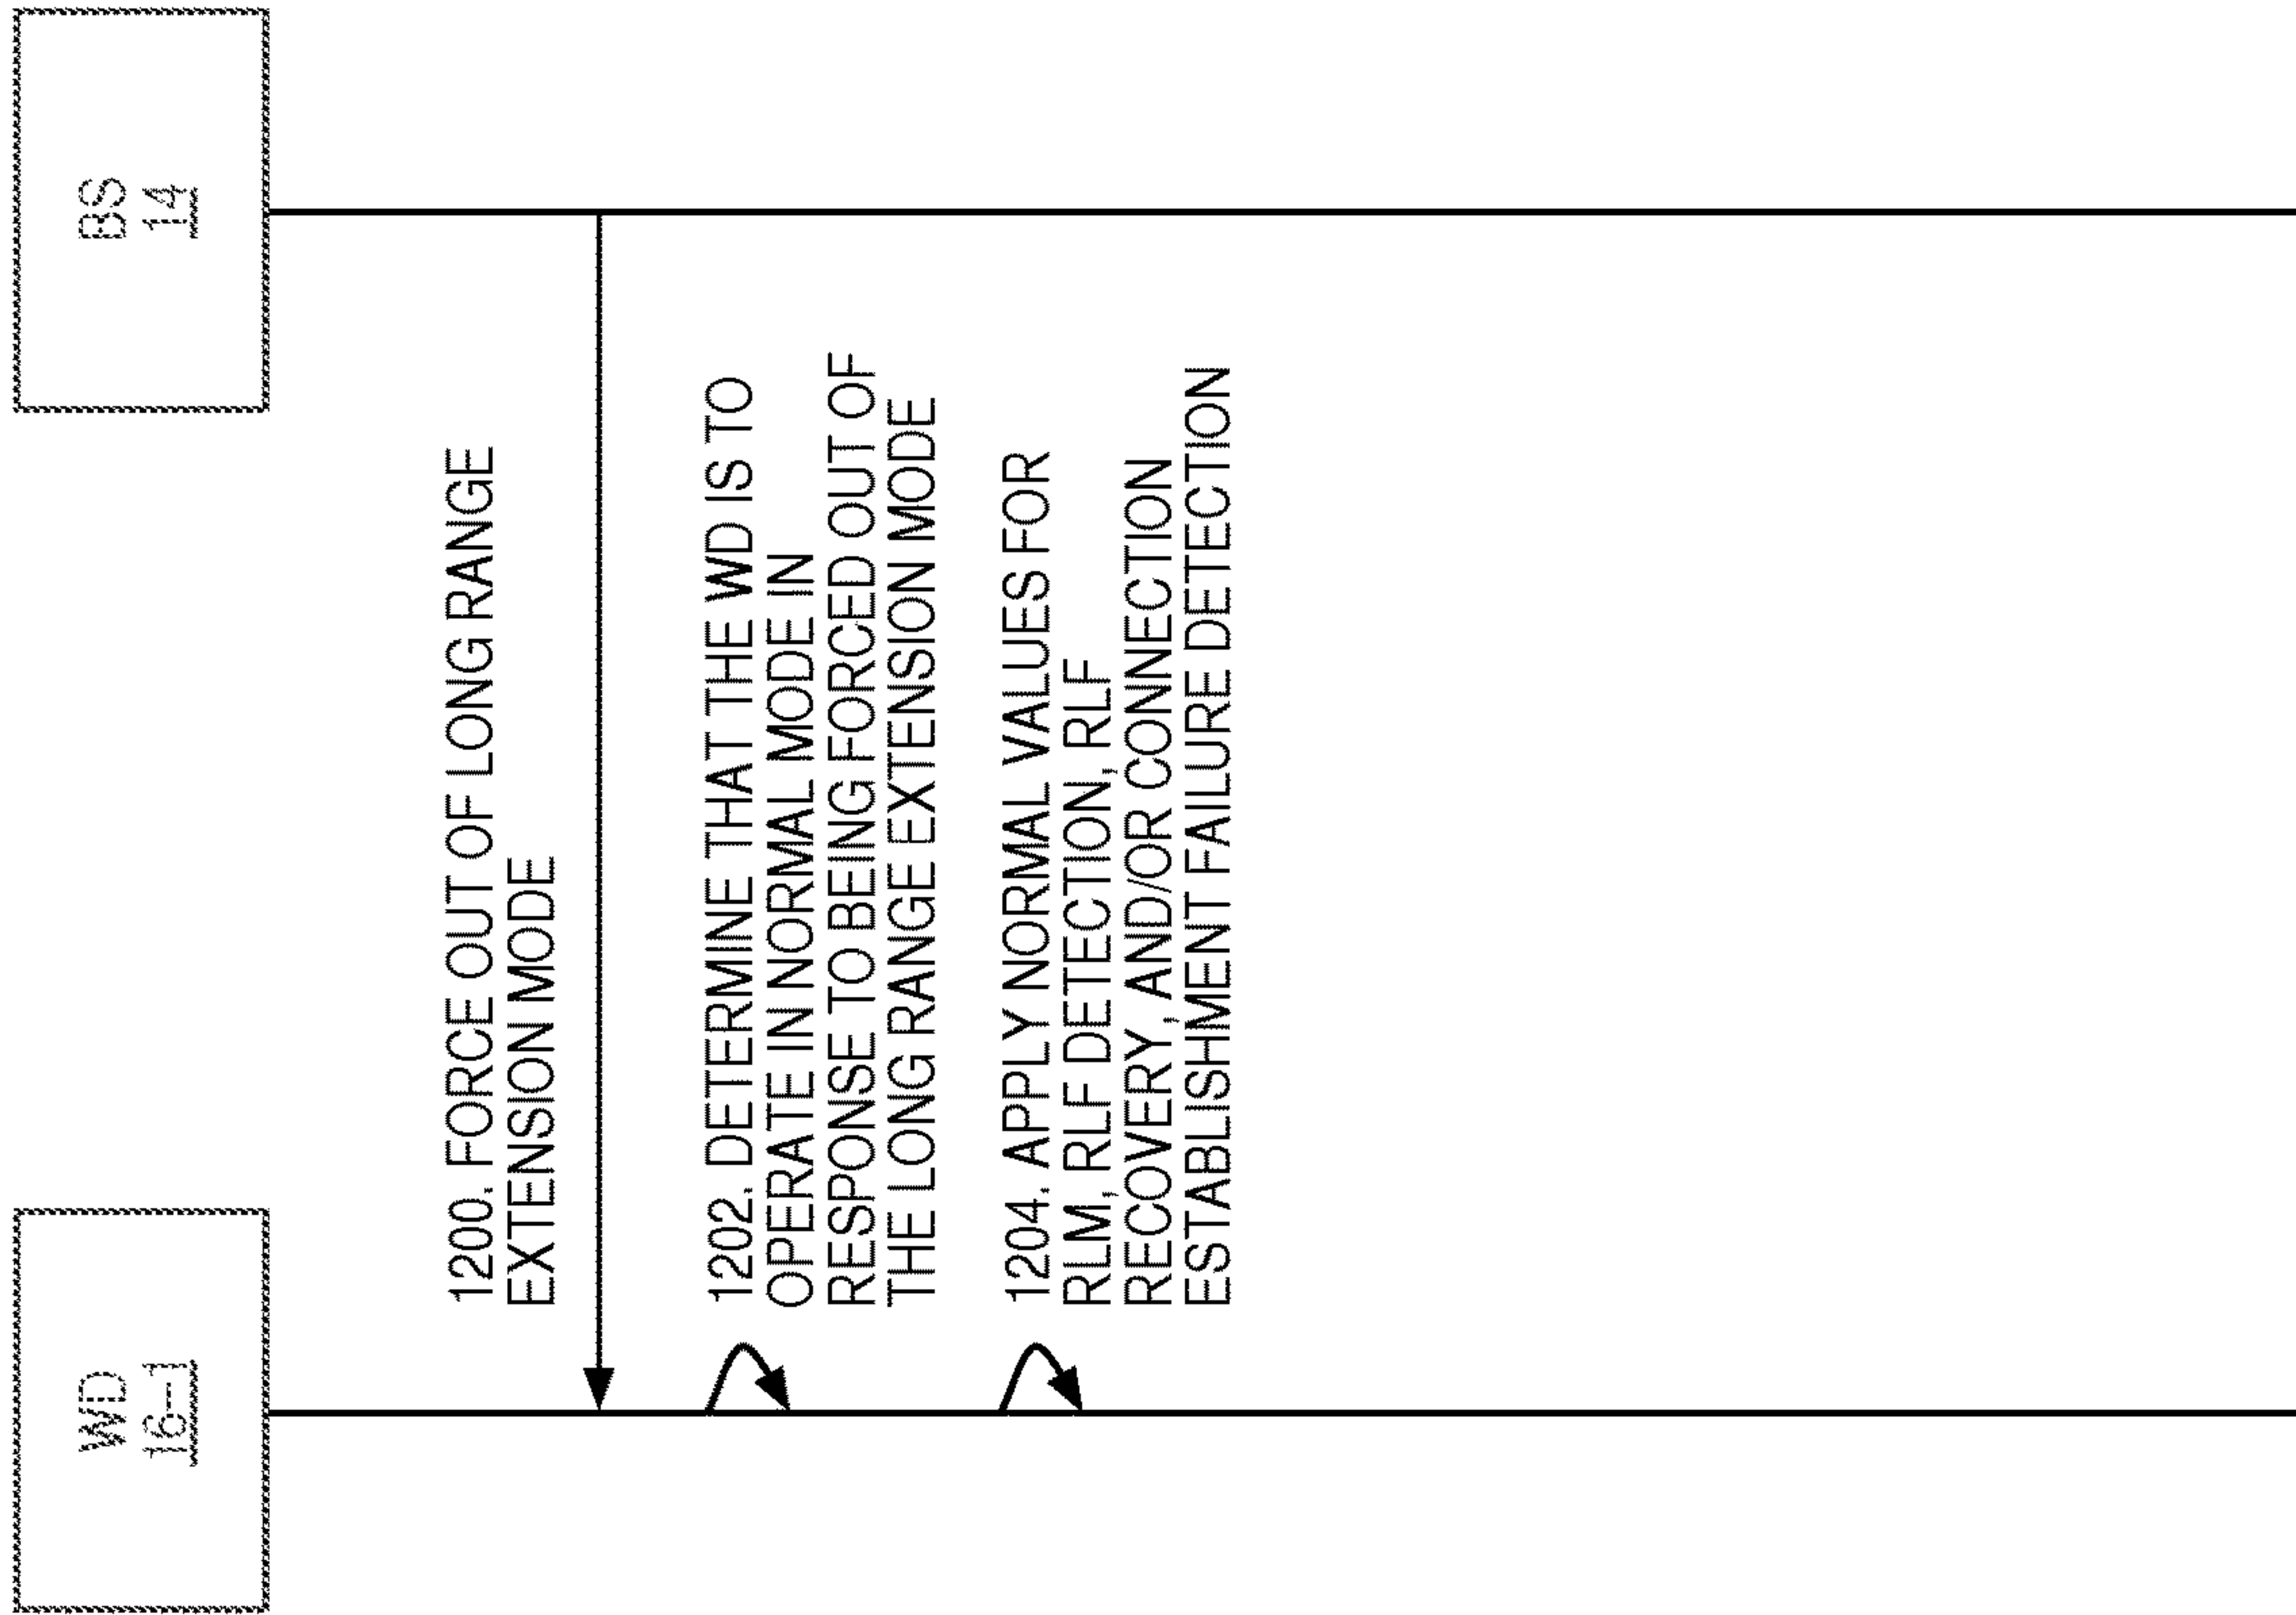 WD
16-1
BS
14
1200. FORCE OUT OF LONG RANGE
EXTENSION MODE
1202. DETERMINE THAT THE WD IS TO
OPERATE IN NORMAL MODE IN
RESPONSE TO BEING FORCED OUT OF
THE LONG RANGE EXTENSION MODE
1204. APPLY NORMAL VALUES FOR
RLM, RLF DETECTION, RLF
RECOVERY, AND/OR CONNECTION
ESTABLISHMENT FAILURE DETECTION